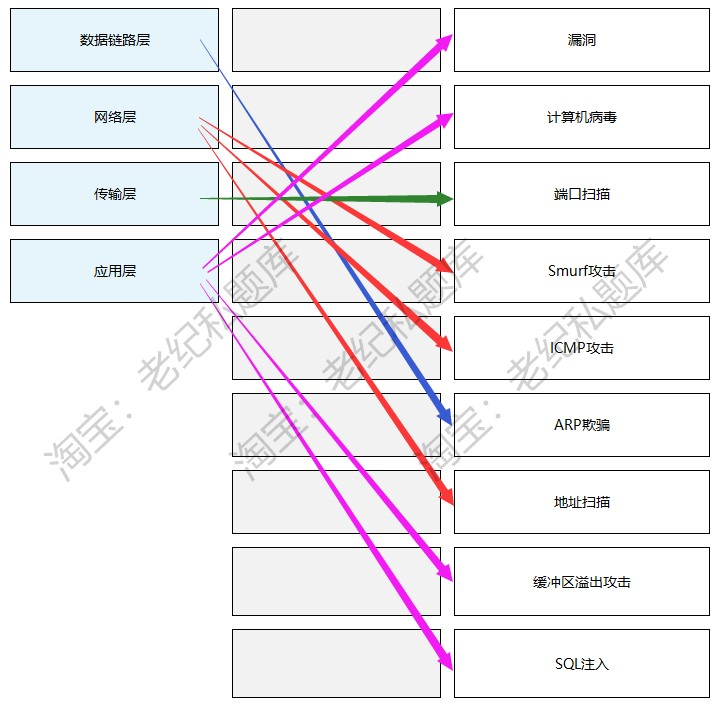 数据链路层
漏洞
网络层
计算机病毒
传输层
端口扫描
应用层
Smurf攻击
ICMP攻击
ARP欺骗
地址扫描
缓冲区溢出攻击
SQL注入
淘宝：老纪私题库
淘宝：老纪私题库
淘宝：老纪私题库